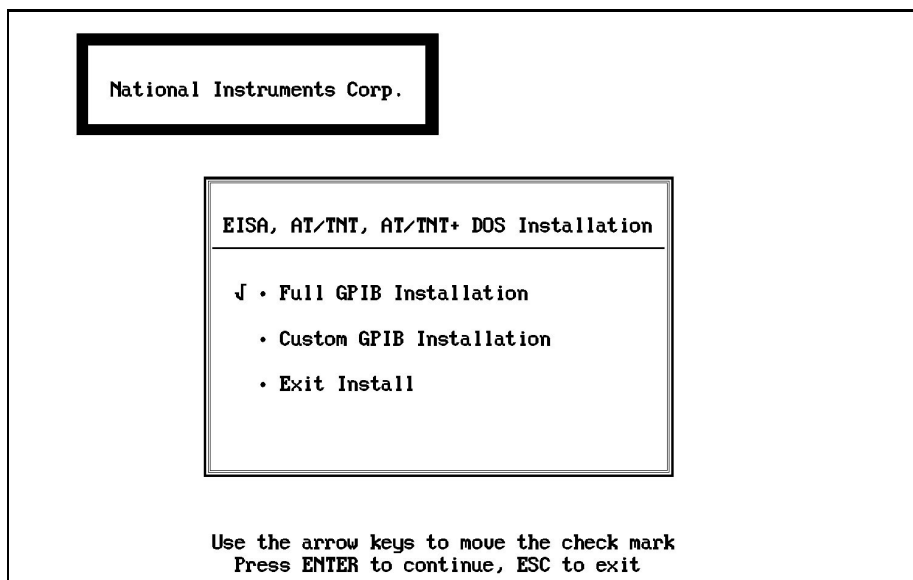 National Instruments Corp.
EISA, AT/TNT, AT/TNT+ DOS Installation
√ · Full GPIB Installation
· Custom GPIB Installation
· Exit Install
Use the arrow keys to move the check mark
Press ENTER to continue, ESC to exit